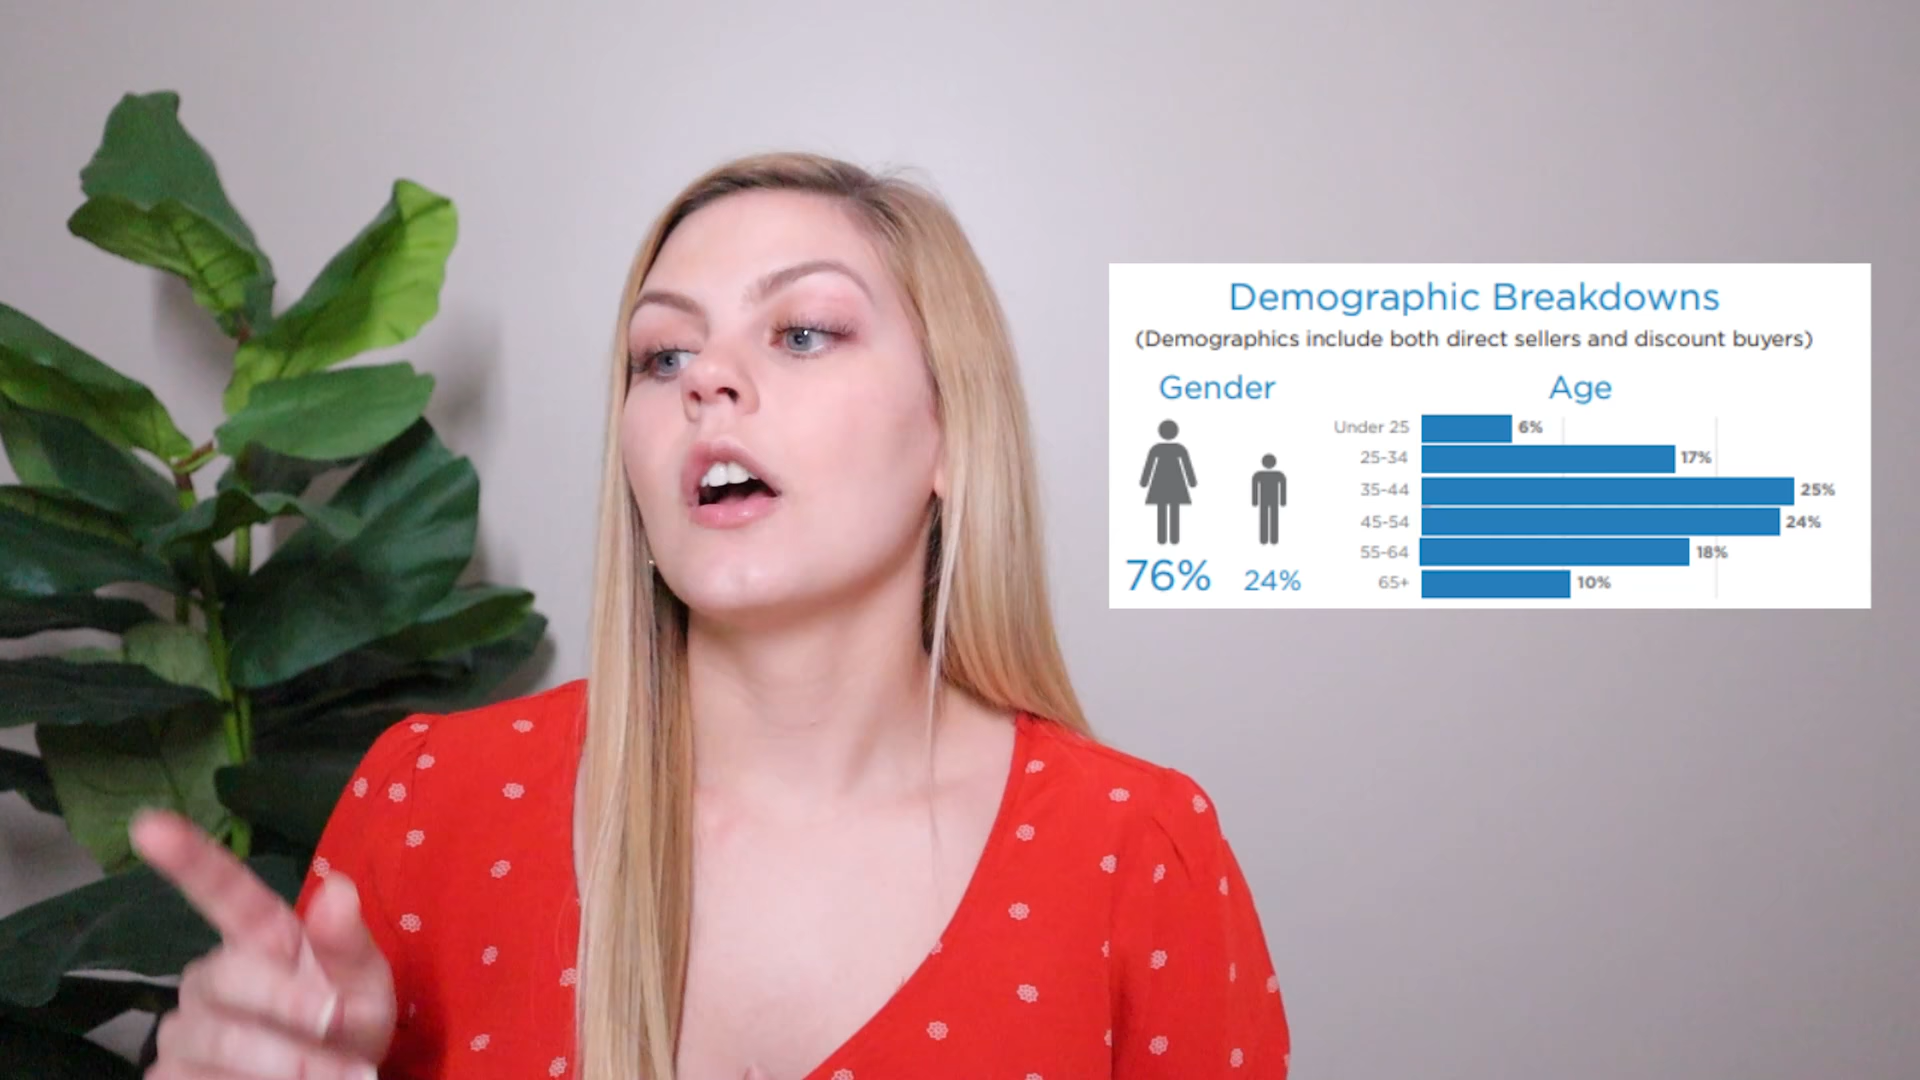 Demographic Breakdowns
(Demographics include both direct sellers and discount buyers)
Gender
76% 24%
Age
Under 25 6%
25-34 17%
35-44 25%
45-54 24%
55-64 18%
65+ 10%